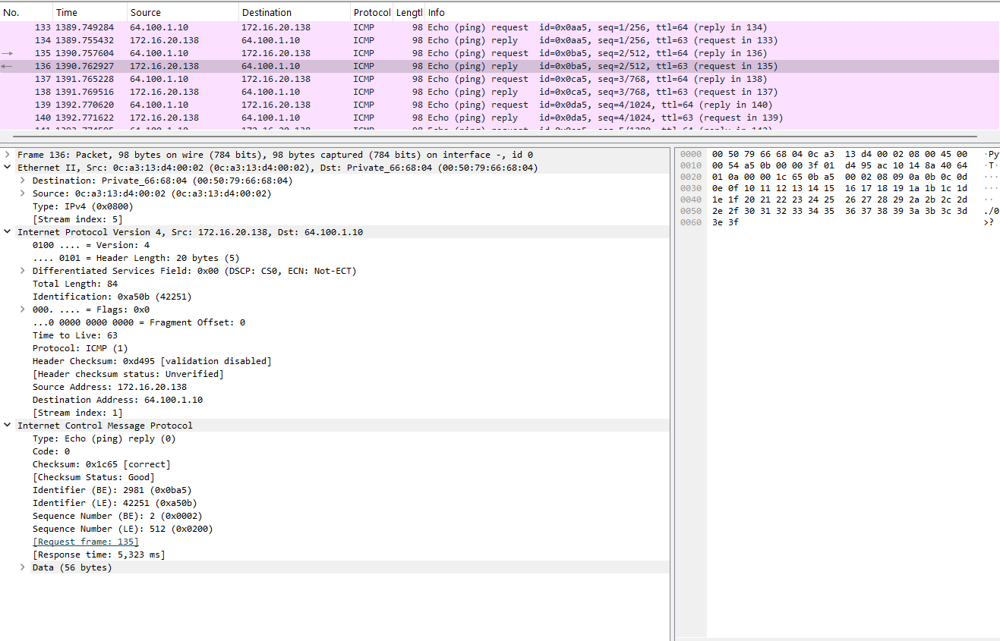 No. Time Source Destination Protocol Lengtl Info
133 1389.749284 64.100.1.10 172.16.20.138 ICMP 98 Echo (ping) request id=0x0aa5, seq=1/256, ttl=64 (reply in 134)
134 1389.755432 172.16.20.138 64.100.1.10 ICMP 98 Echo (ping) reply id=0x0aa5, seq=1/256, ttl=63 (request in 133)
135 1390.757604 64.100.1.10 172.16.20.138 ICMP 98 Echo (ping) request id=0x0ba5, seq=2/512, ttl=64 (reply in 136)
136 1390.762927 172.16.20.138 64.100.1.10 ICMP 98 Echo (ping) reply id=0x0ba5, seq=2/512, ttl=63 (request in 135)
137 1391.765228 64.100.1.10 172.16.20.138 ICMP 98 Echo (ping) request id=0x0ca5, seq=3/768, ttl=64 (reply in 138)
138 1391.769516 172.16.20.138 64.100.1.10 ICMP 98 Echo (ping) reply id=0x0ca5, seq=3/768, ttl=63 (request in 137)
139 1392.770620 64.100.1.10 172.16.20.138 ICMP 98 Echo (ping) request id=0x0da5, seq=4/1024, ttl=64 (reply in 140)
140 1392.771622 172.16.20.138 64.100.1.10 ICMP 98 Echo (ping) reply id=0x0da5, seq=4/1024, ttl=63 (request in 139)
Frame 136: Packet, 98 bytes on wire (784 bits), 98 bytes captured (784 bits) on interface -, id 0
Ethernet II, Src: 0c:a3:13:d4:00:02 (0c:a3:13:d4:00:02), Dst: Private_66:68:04 (00:50:79:66:68:04)
Destination: Private_66:68:04 (00:50:79:66:68:04)
Source: 0c:a3:13:d4:00:02 (0c:a3:13:d4:00:02)
Type: IPv4 (0x0800)
[Stream index: 5]
Internet Protocol Version 4, Src: 172.16.20.138, Dst: 64.100.1.10
0100 .... = Version: 4
.... 0101 = Header Length: 20 bytes (5)
Differentiated Services Field: 0x00 (DSCP: CS0, ECN: Not-ECT)
Total Length: 84
Identification: 0xa50b (42251)
000. .... = Flags: 0x0
...0 0000 0000 0000 = Fragment Offset: 0
Time to Live: 63
Protocol: ICMP (1)
Header Checksum: 0xd495 [validation disabled]
[Header checksum status: Unverified]
Source Address: 172.16.20.138
Destination Address: 64.100.1.10
[Stream index: 1]
Internet Control Message Protocol
Type: Echo (ping) reply (0)
Code: 0
Checksum: 0x1c65 [correct]
[Checksum Status: Good]
Identifier (BE): 2981 (0x0ba5)
Identifier (LE): 42251 (0xa50b)
Sequence Number (BE): 2 (0x0002)
Sequence Number (LE): 512 (0x0200)
[Request frame: 135]
[Response time: 5,323 ms]
Data (56 bytes)
0000 00 50 79 66 68 04 0c a3 13 d4 00 02 08 00 45 00 ·Py
0010 00 54 a5 0b 00 00 3f 01 d4 95 ac 10 14 8a 40 64 ·T·
0020 01 0a 00 00 1c 65 0b a5 00 02 08 09 0a 0b 0c 0d ···
0030 0e 0f 10 11 12 13 14 15 16 17 18 19 1a 1b 1c 1d ···
0040 1e 1f 20 21 22 23 24 25 26 27 28 29 2a 2b 2c 2d ··
0050 2e 2f 30 31 32 33 34 35 36 37 38 39 3a 3b 3c 3d ./0
0060 3e 3f >?